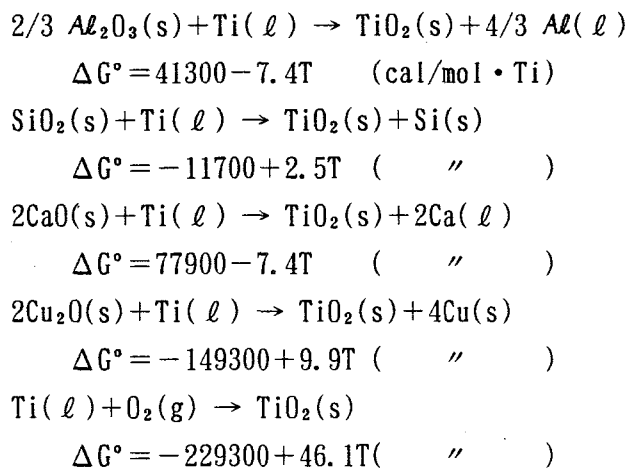 2/3 Al₂O₃(s)+Ti(ℓ) → TiO₂(s)+4/3 Al(ℓ)
ΔG°=41300−7.4T (cal/mol・Ti)
SiO₂(s)+Ti(ℓ) → TiO₂(s)+Si(s)
ΔG°=−11700+2.5T ( 〃 )
2CaO(s)+Ti(ℓ) → TiO₂(s)+2Ca(ℓ)
ΔG°=77900−7.4T ( 〃 )
2Cu₂O(s)+Ti(ℓ) → TiO₂(s)+4Cu(s)
ΔG°=−149300+9.9T ( 〃 )
Ti(ℓ)+O₂(g) → TiO₂(s)
ΔG°=−229300+46.1T( 〃 )